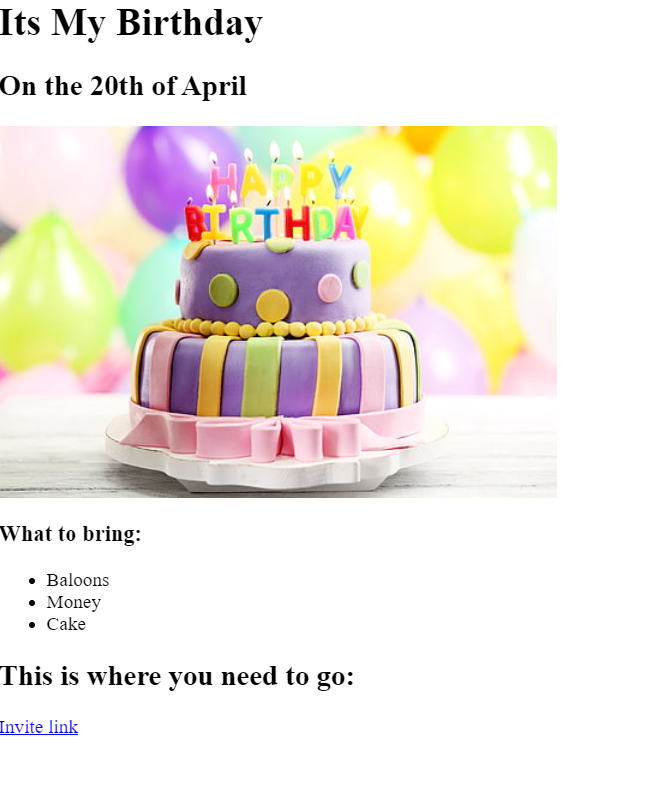 Its My Birthday
On the 20th of April
HAPPY
BIRTHDAY
What to bring:
Baloons
Money
Cake
This is where you need to go:
Invite link